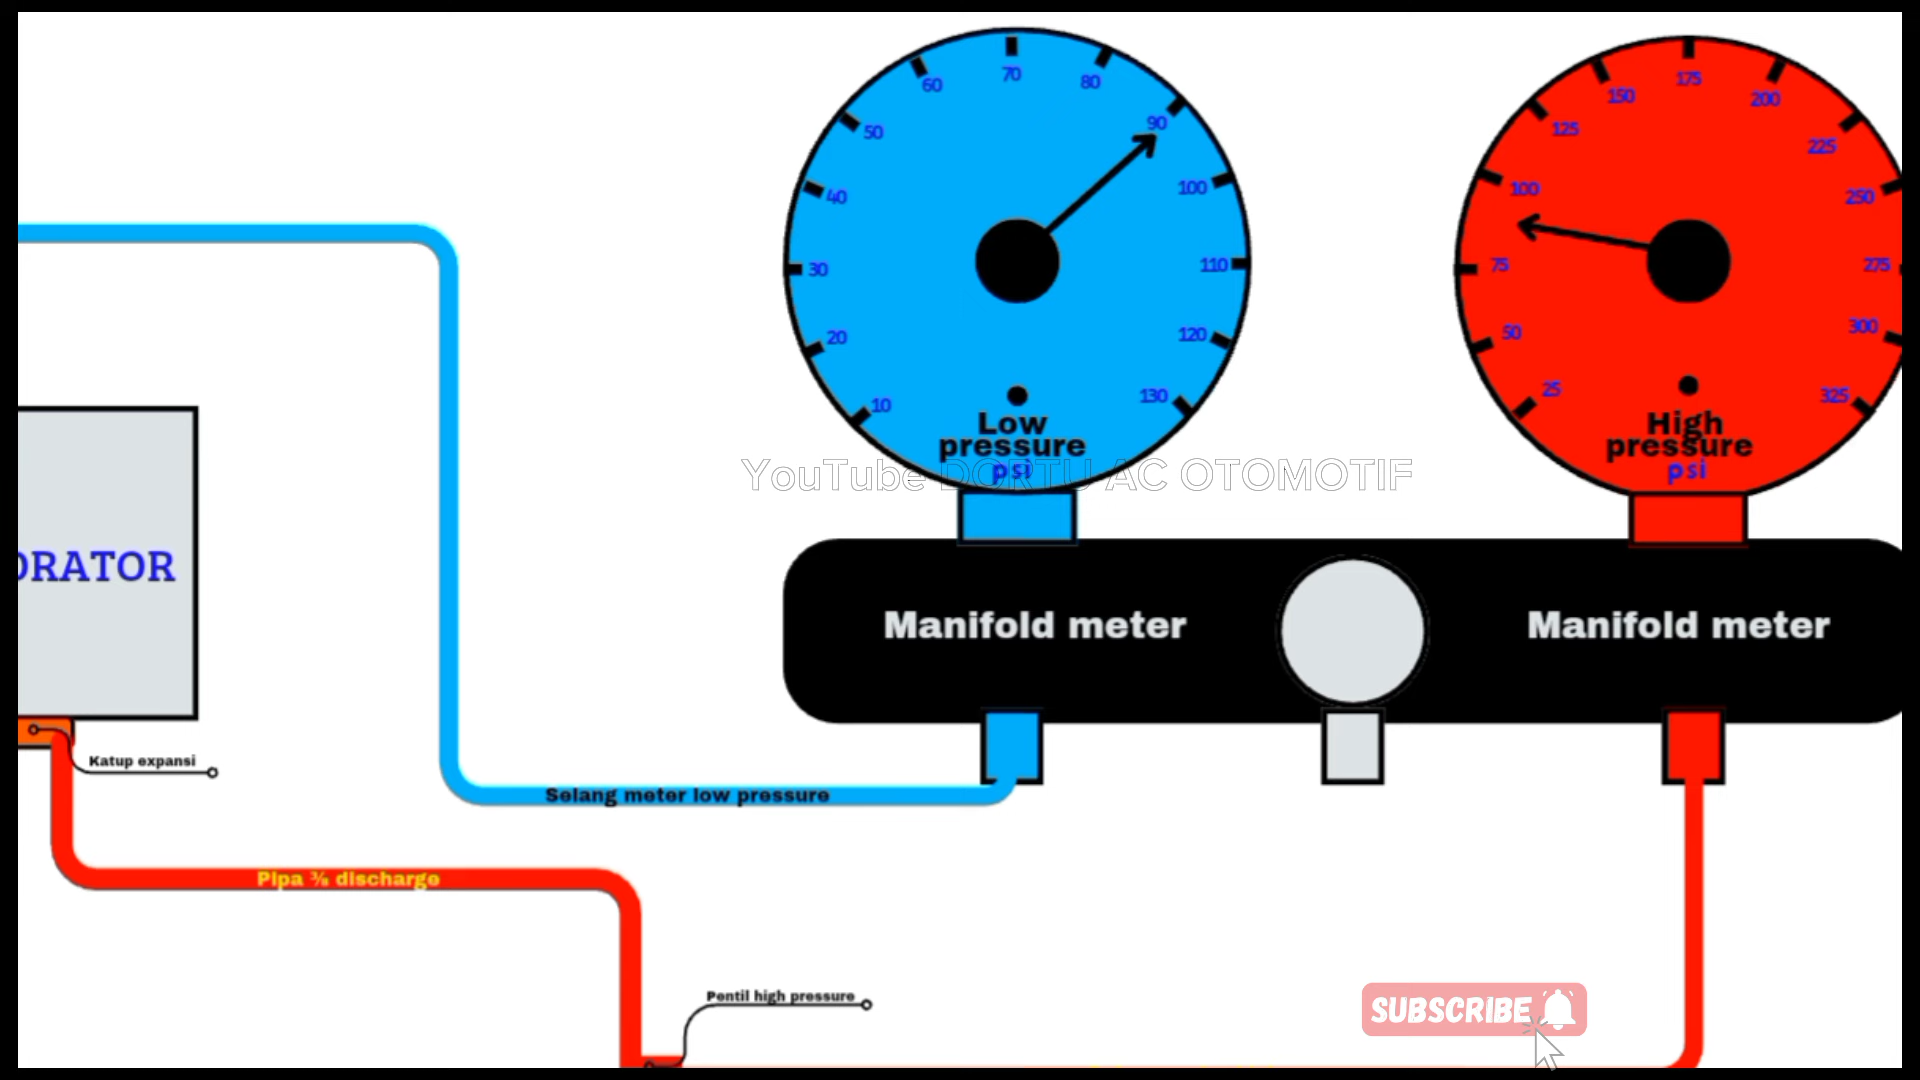 70
60
80
50
90
40
100
30
110
20
120
10
130
Low
pressure
psi
175
150
200
125
225
100
250
75
275
50
300
25
325
High
pressure
psi
YouTube DORTU AC OTOMOTIF
ORATOR
Manifold meter
Manifold meter
Katup expansi
Selang meter low pressure
Pipa ⅜ discharge
Pentil high pressure
SUBSCRIBE